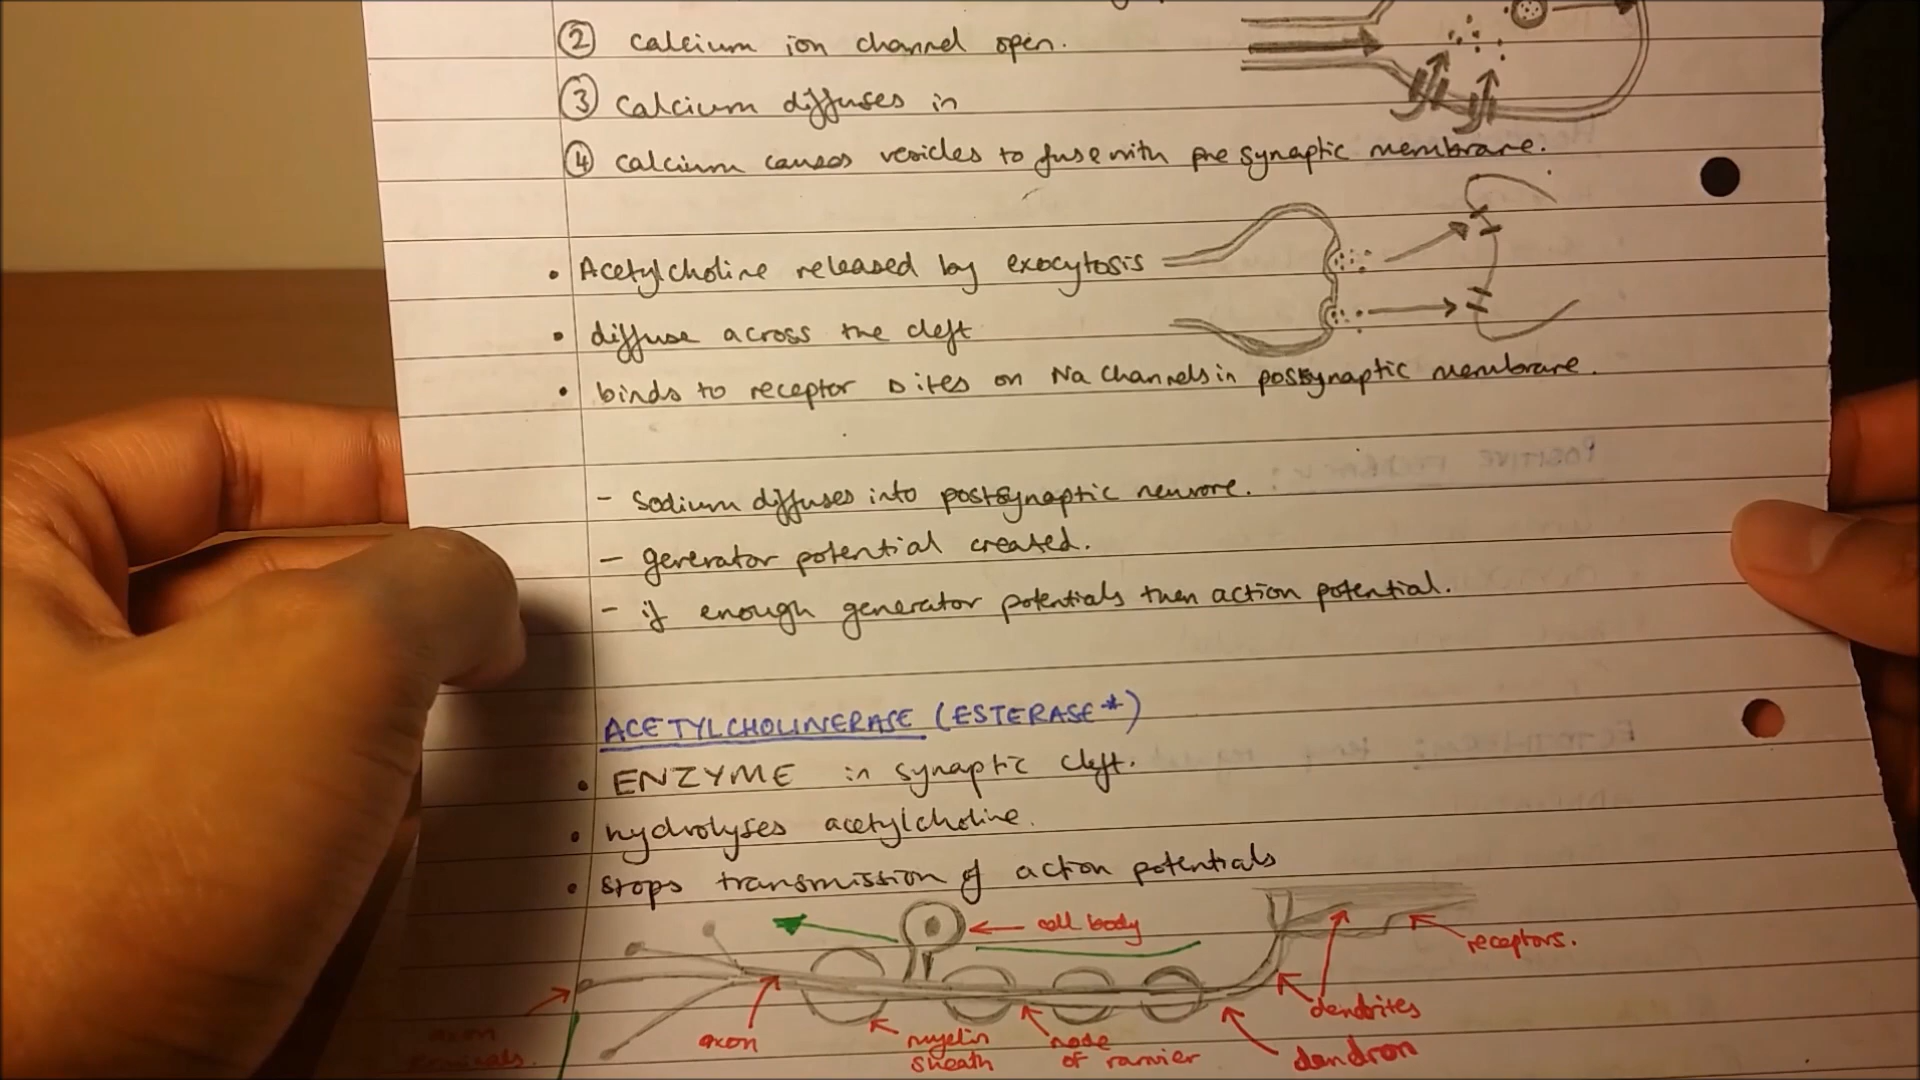 ② Calcium ion channel open.
③ Calcium diffuses in
④ Calcium causes vesicles to fuse with pre synaptic membrane.
• Acetylcholine released by exocytosis
• diffuse across the cleft
• binds to receptor sites on Na channels in postsynaptic membrane.
- Sodium diffuses into postsynaptic neurone.
- generator potential created.
- if enough generator potentials then action potential.
ACETYLCHOLINERASE (ESTERASE*)
• ENZYME in synaptic cleft.
• hydrolyses acetylcholine.
• stops transmission of action potentials
cell body
receptors.
dendrites
axon
terminals.
axon
myelin
sheath
node
of ranvier
dendron